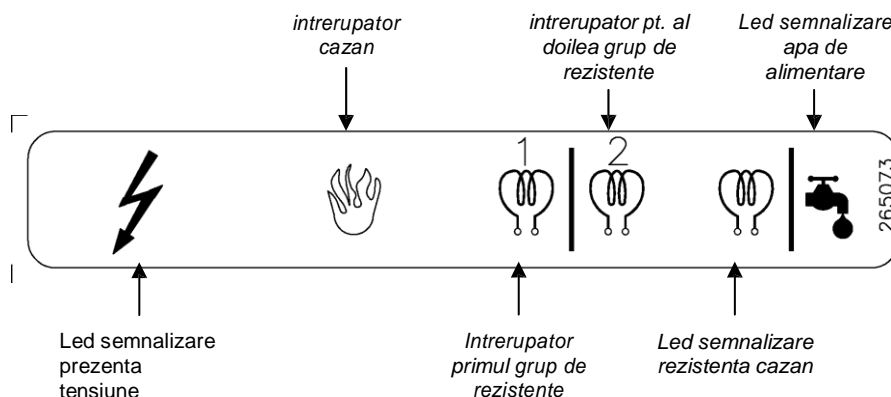 intrerupator
cazan
intrerupator pt. al
doilea grup de
rezistente
Led semnalizare
apa de
alimentare
1
2
265073
Led semnalizare
prezenta
tensiune
Intrerupator
primul grup de
rezistente
Led semnalizare
rezistenta cazan